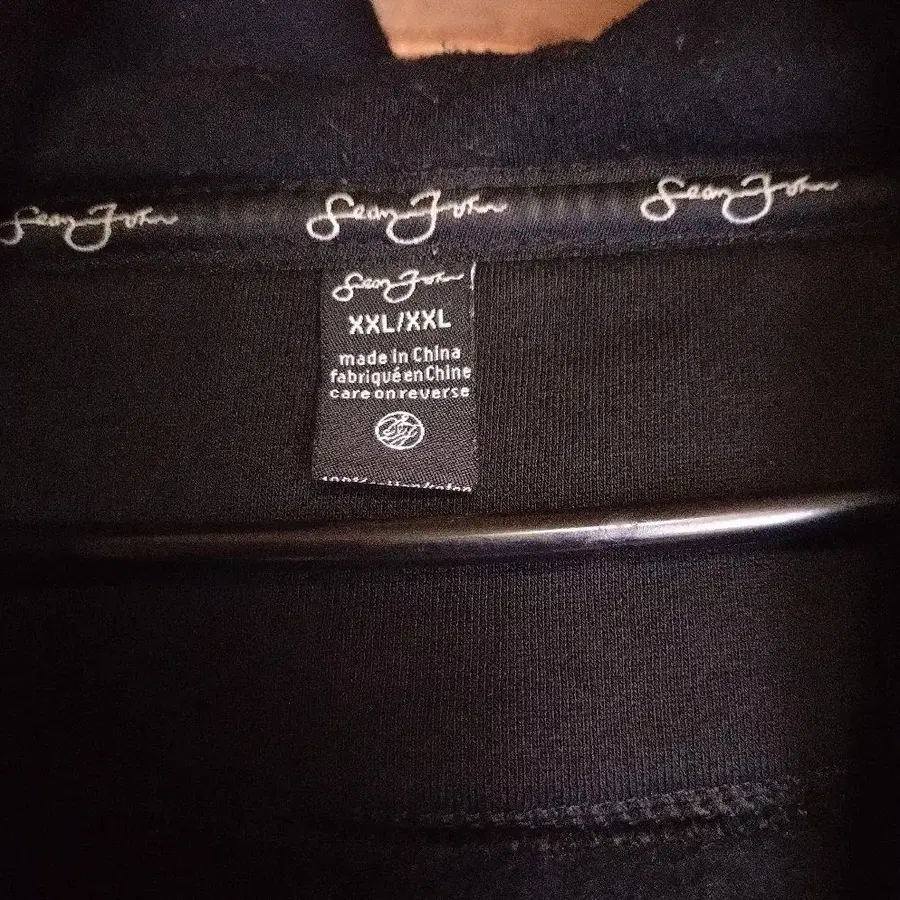 Sean John Sean John Sean John
Sean John
XXL/XXL
made in China
fabriqué en Chine
care on reverse